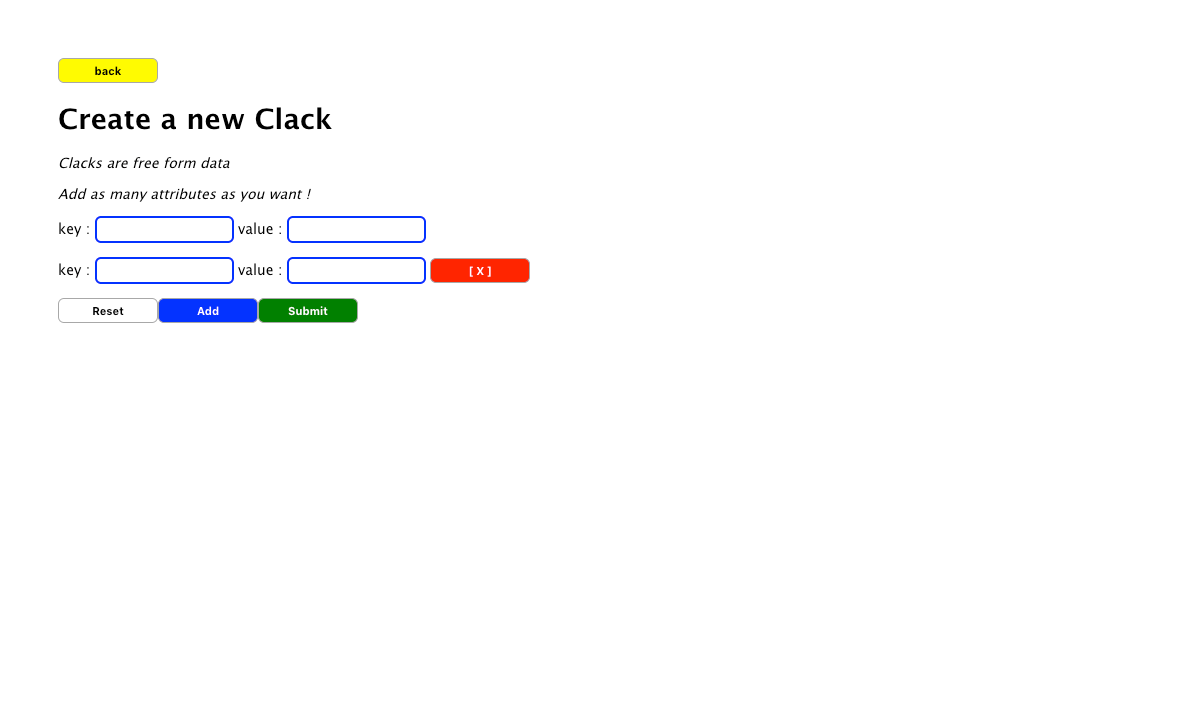 back
Create a new Clack
Clacks are free form data
Add as many attributes as you want !
key : value :
key : value : [ X ]
Reset Add Submit